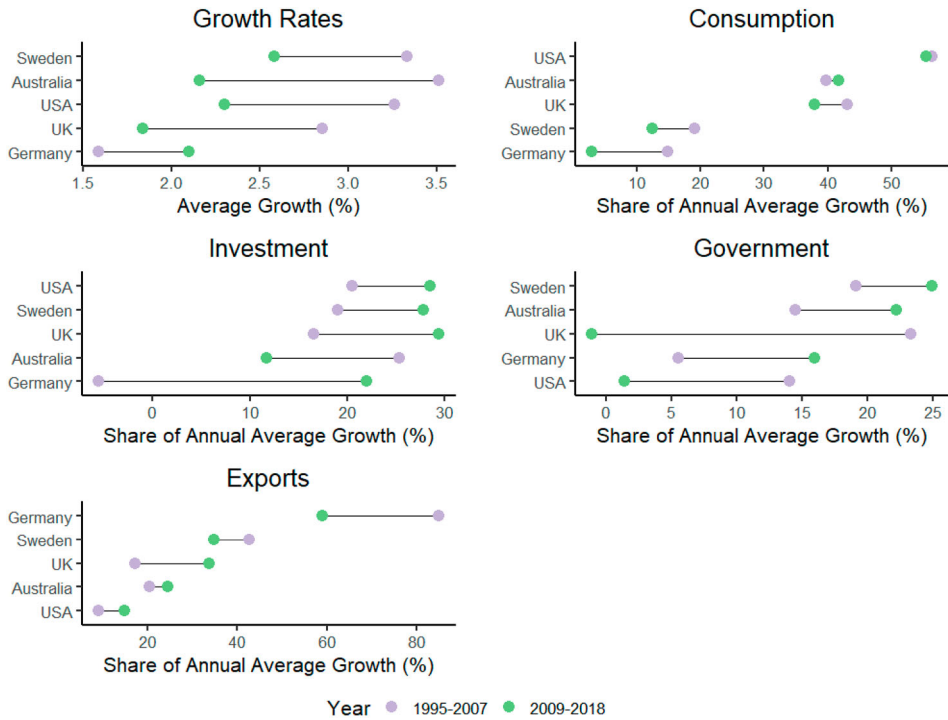 Growth Rates
Sweden
Australia
USA
UK
Germany
1.5 2.0 2.5 3.0 3.5
Average Growth (%)
Consumption
USA
Australia
UK
Sweden
Germany
10 20 30 40 50
Share of Annual Average Growth (%)
Investment
USA
Sweden
UK
Australia
Germany
0 10 20 30
Share of Annual Average Growth (%)
Government
Sweden
Australia
UK
Germany
USA
0 5 10 15 20 25
Share of Annual Average Growth (%)
Exports
Germany
Sweden
UK
Australia
USA
20 40 60 80
Share of Annual Average Growth (%)
Year 1995-2007 2009-2018